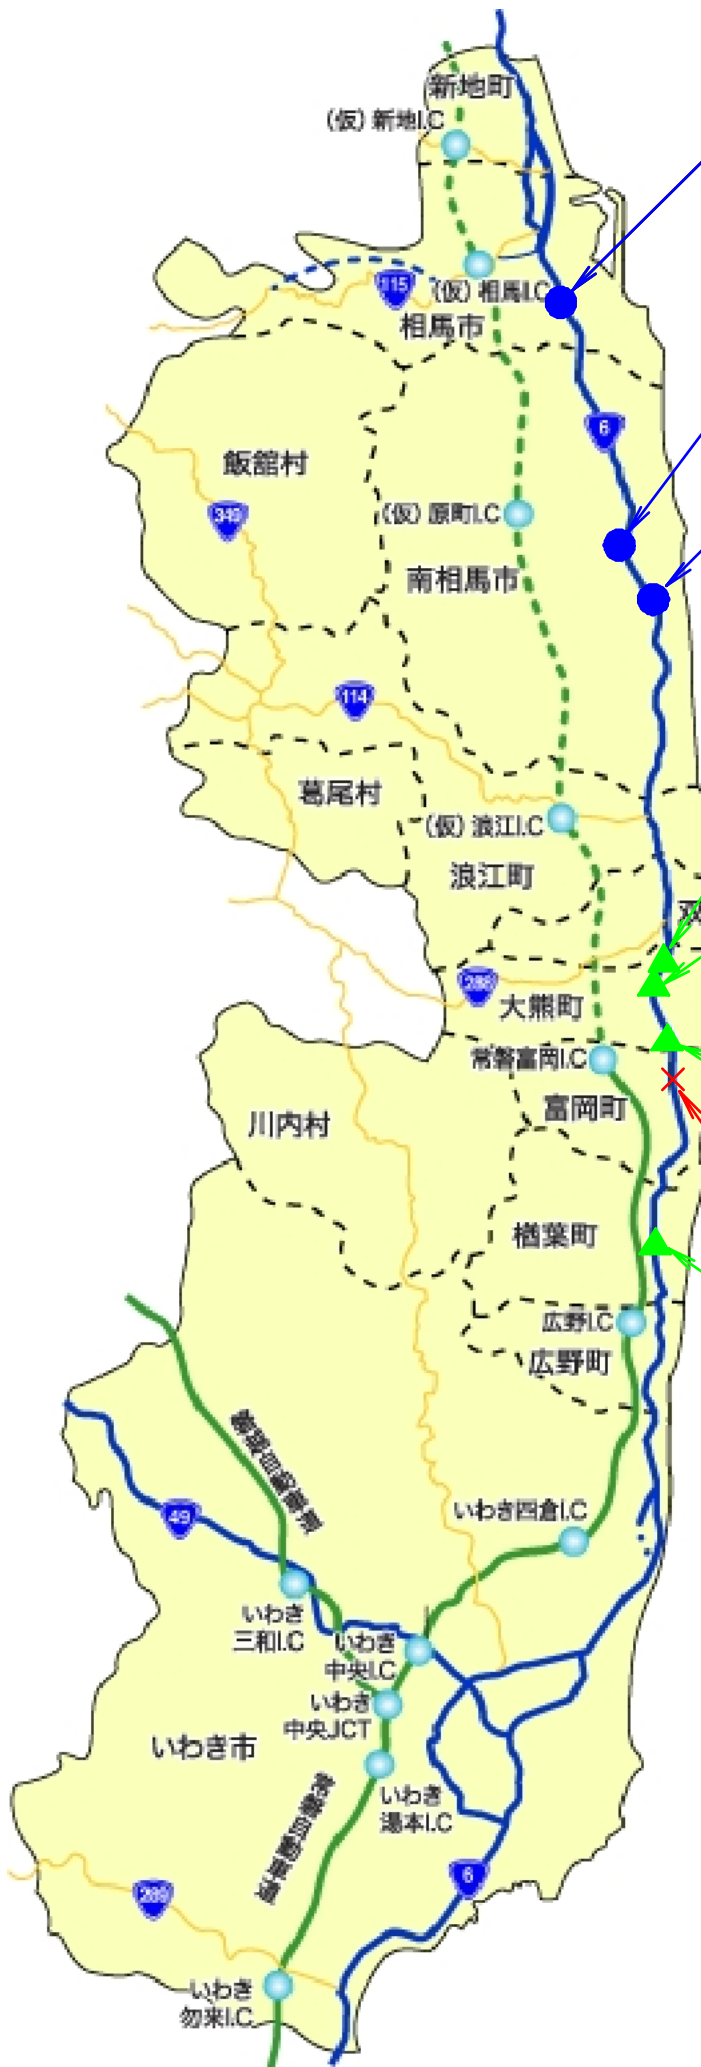 新地町
(仮)新地I.C
115
(仮)相馬I.C
相馬市
6
飯舘村
349
(仮)原町I.C
南相馬市
114
葛尾村
(仮)浪江I.C
浪江町
288
大熊町
常磐富岡I.C
富岡町
川内村
楢葉町
広野I.C
広野町
磐越自動車道
いわき四倉I.C
49
いわき
三和I.C
いわき
中央I.C
いわき
中央JCT
いわき市
いわき
湯本I.C
常磐自動車道
6
289
いわき
勿来I.C